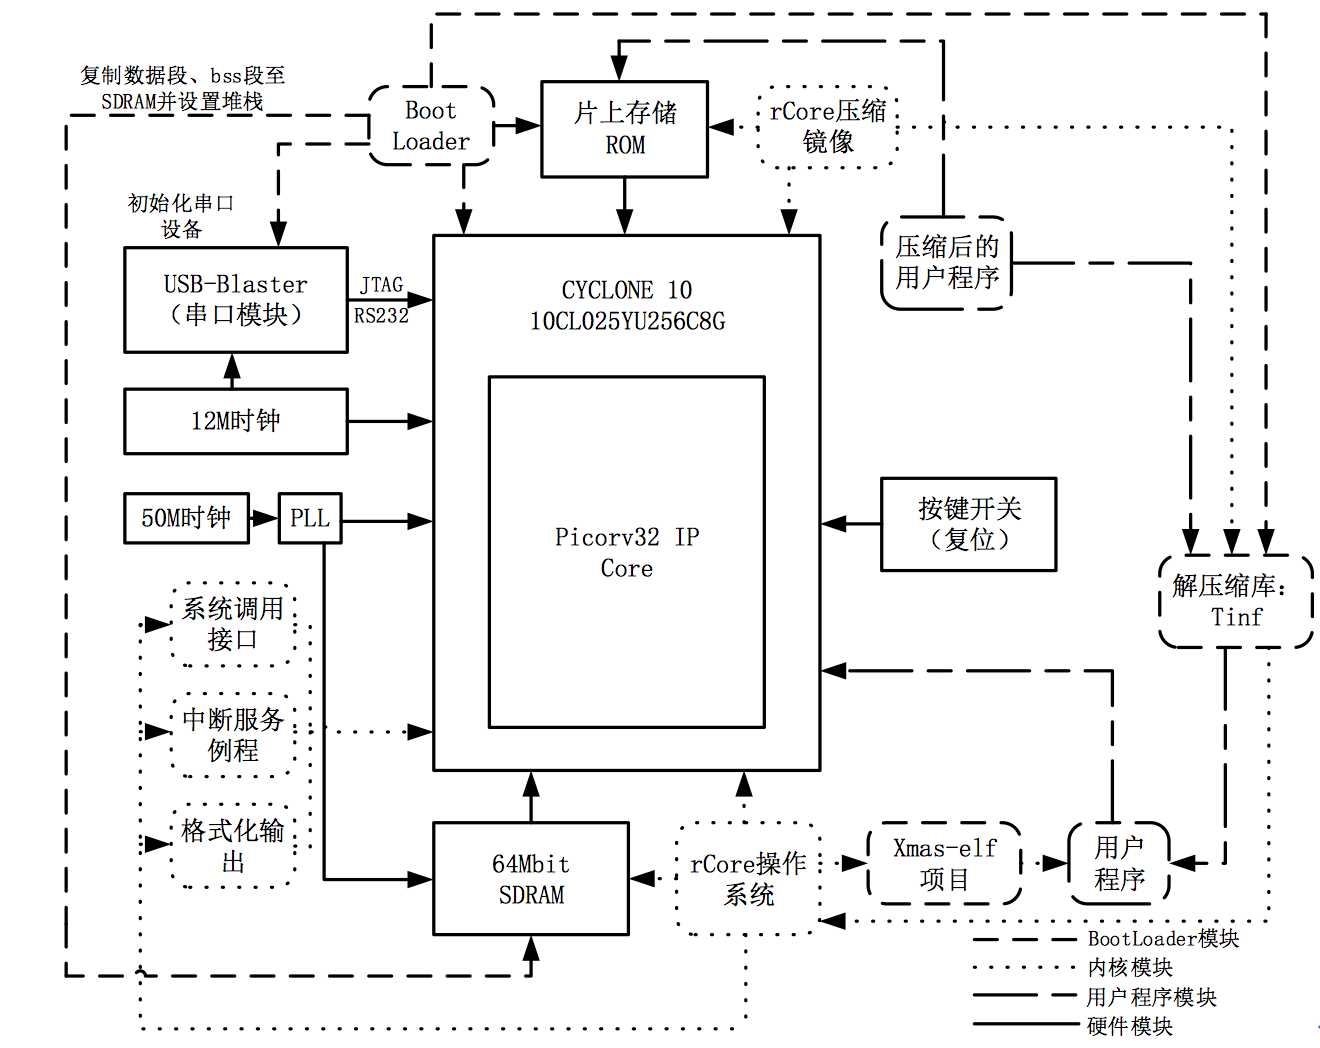 复制数据段、bss段至
SDRAM并设置堆栈
Boot
Loader
片上存储
ROM
rCore压缩
镜像
初始化串口
设备
压缩后的
用户程序
USB-Blaster
（串口模块）
JTAG
RS232
CYCLONE 10
10CL025YU256C8G
12M时钟
50M时钟
PLL
Picorv32 IP
Core
按键开关
（复位）
解压缩库：
Tinf
系统调用
接口
中断服务
例程
格式化输
出
64Mbit
SDRAM
rCore操作
系统
Xmas-elf
项目
用户
程序
BootLoader模块
内核模块
用户程序模块
硬件模块